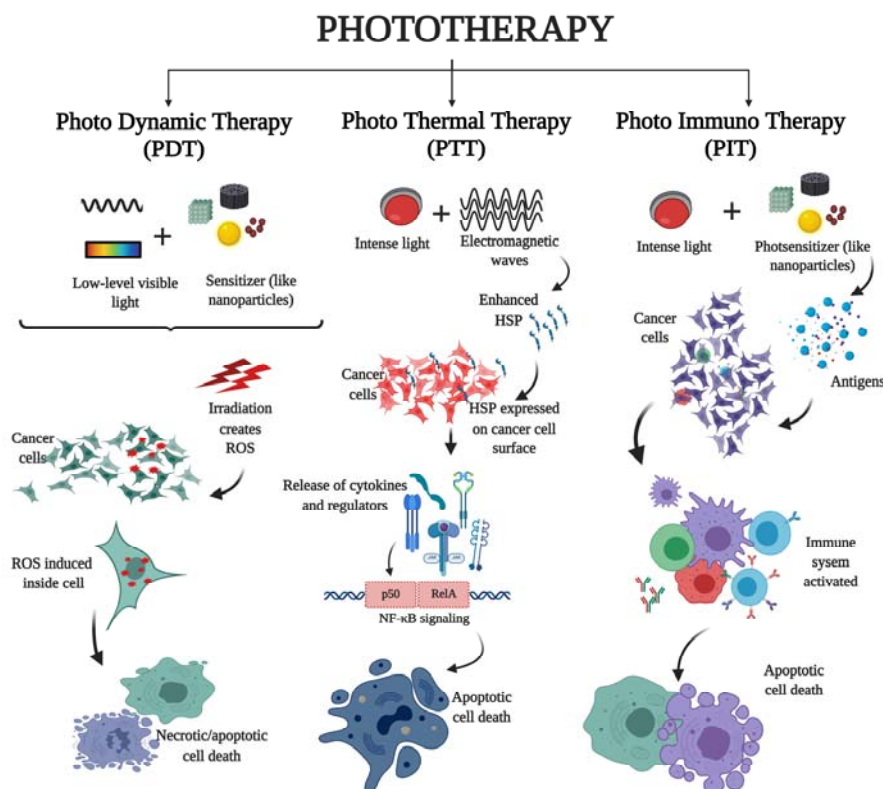 PHOTOTHERAPY
Photo Dynamic Therapy
(PDT)
Low-level visible
light
+
Sensitizer (like
nanoparticles)
Irradiation
creates
ROS
Cancer
cells
ROS induced
inside cell
Necrotic/apoptotic
cell death
Photo Thermal Therapy
(PTT)
Intense light
+
Electromagnetic
waves
Enhanced
HSP
Cancer
cells
HSP expressed
on cancer cell
surface
Release of cytokines
and regulators
p50
RelA
NF-κB signaling
Apoptotic
cell death
Photo Immuno Therapy
(PIT)
Intense light
+
Photsensitizer (like
nanoparticles)
Cancer
cells
Antigens
Immune
sysem
activated
Apoptotic
cell death